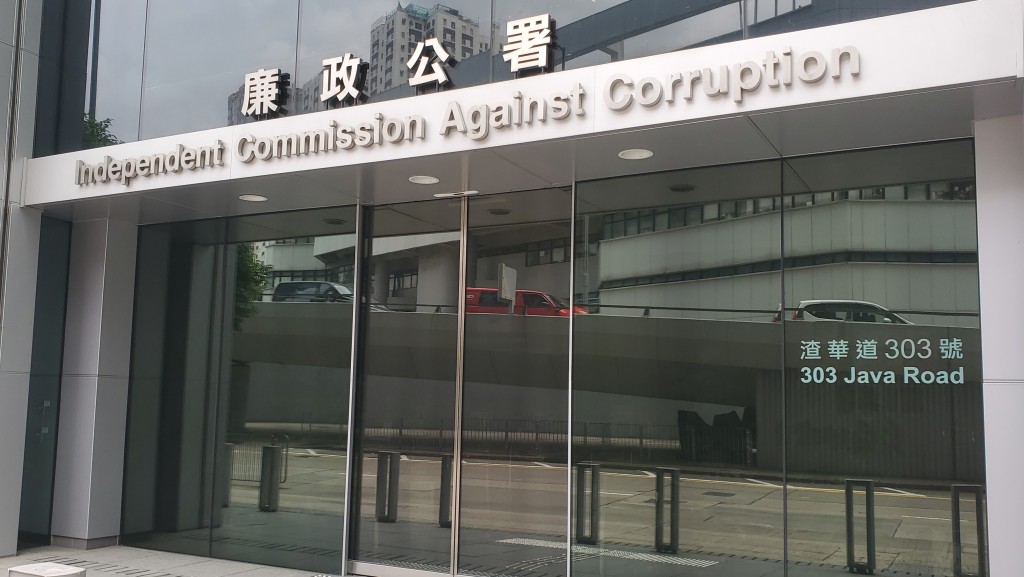 廉政公署
Independent Commission Against Corruption
渣華道303號
303 Java Road